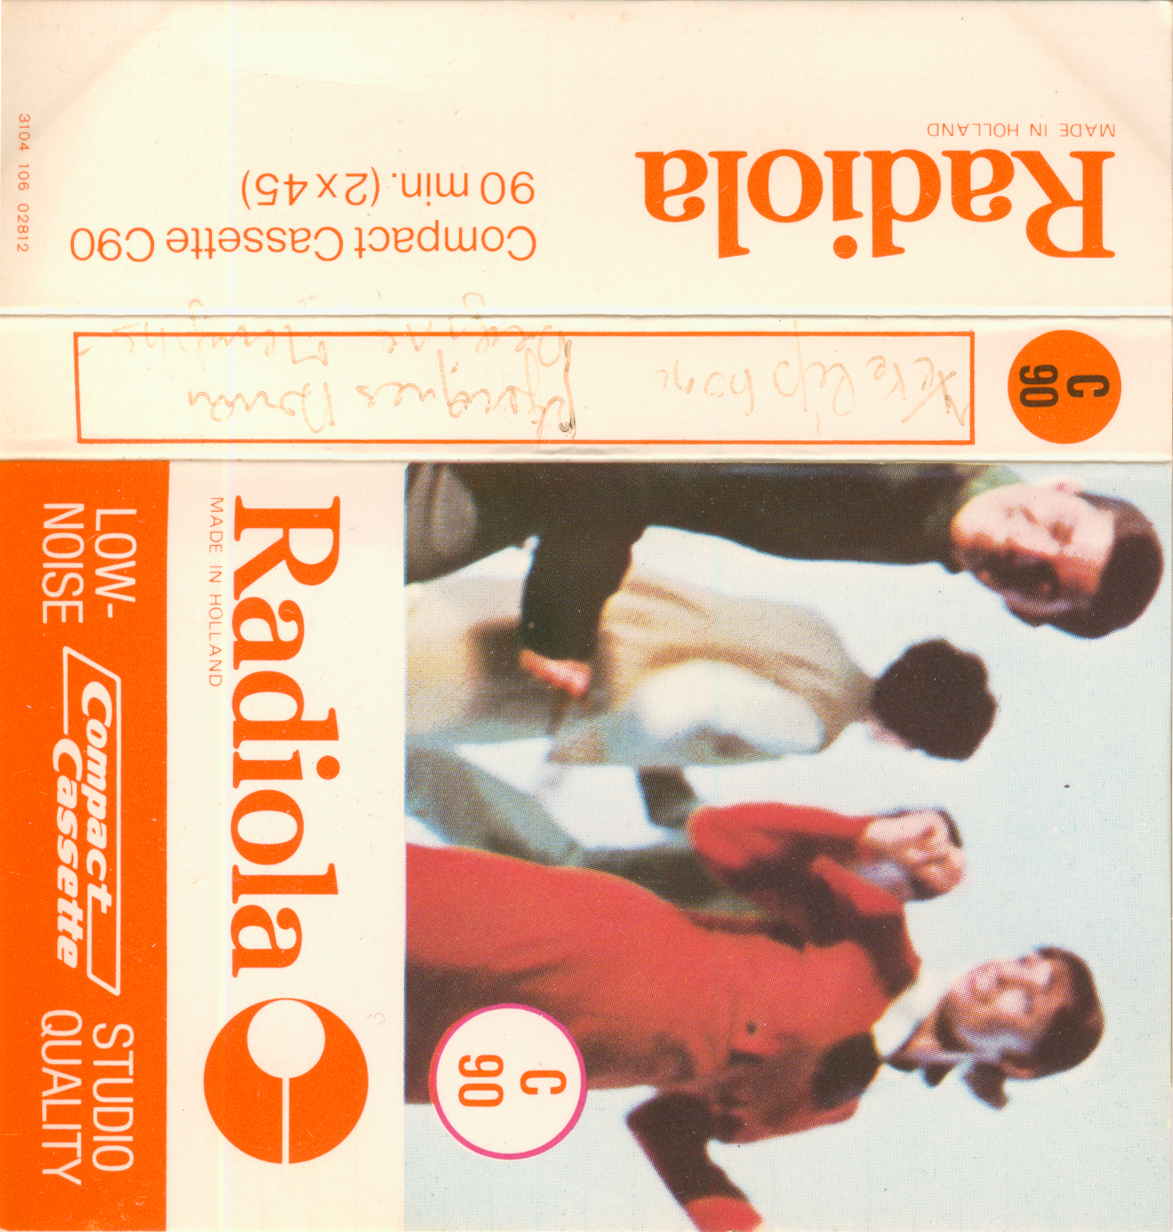 MADE IN HOLLAND
Radiola
90 min. (2x45)
Compact Cassette C90
3104 106 02812
C
90
Radiola
MADE IN HOLLAND
LOW-
NOISE
Compact
Cassette
STUDIO
QUALITY
C
90